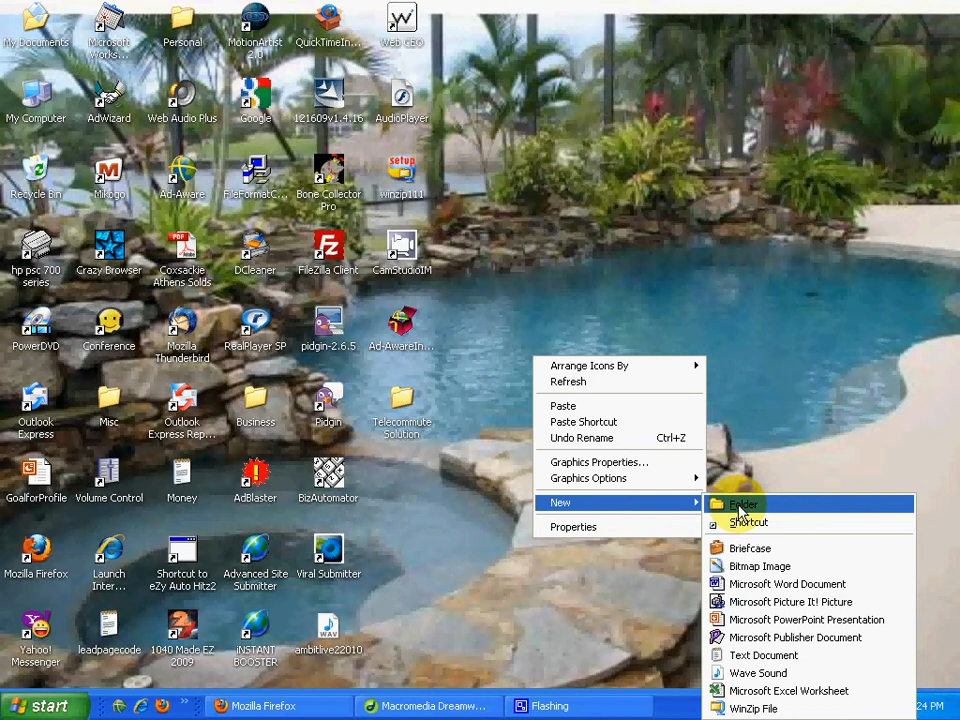 My Documents
Microsoft
Works...
Personal
MotionArtist
2.0
QuickTimeIn...
Web CEO
My Computer
AdWizard
Web Audio Plus
Google
121609v1.4.16
AudioPlayer
Recycle Bin
Mikogo
Ad-Aware
FileFormatC...
Bone Collector
Pro
setup
winzip111
hp psc 700
series
Crazy Browser
PDF
Coxsackie
Athens Solds
DCleaner
FileZilla Client
CamStudioIM
PowerDVD
Conference
Mozilla
Thunderbird
RealPlayer SP
pidgin-2.6.5
Ad-AwareIn...
Outlook
Express
Misc
Outlook
Express Rep...
Business
Pidgin
Telecommute
Solution
GoalforProfile
Volume Control
Money
AdBlaster
BizAutomator
Mozilla Firefox
Launch
Inter...
Shortcut to
eZy Auto Hitz2
Advanced Site
Submitter
Viral Submitter
Yahoo!
Messenger
leadpagecode
1040 Made EZ
2009
iNSTANT
BOOSTER
WAV
ambitlive22010
Arrange Icons By
Refresh
Paste
Paste Shortcut
Undo Rename Ctrl+Z
Graphics Properties...
Graphics Options
New
Properties
Folder
Shortcut
Briefcase
Bitmap Image
Microsoft Word Document
Microsoft Picture It! Picture
Microsoft PowerPoint Presentation
Microsoft Publisher Document
Text Document
Wave Sound
Microsoft Excel Worksheet
WinZip File
start
Mozilla Firefox
Macromedia Dreamw...
Flashing
24 PM